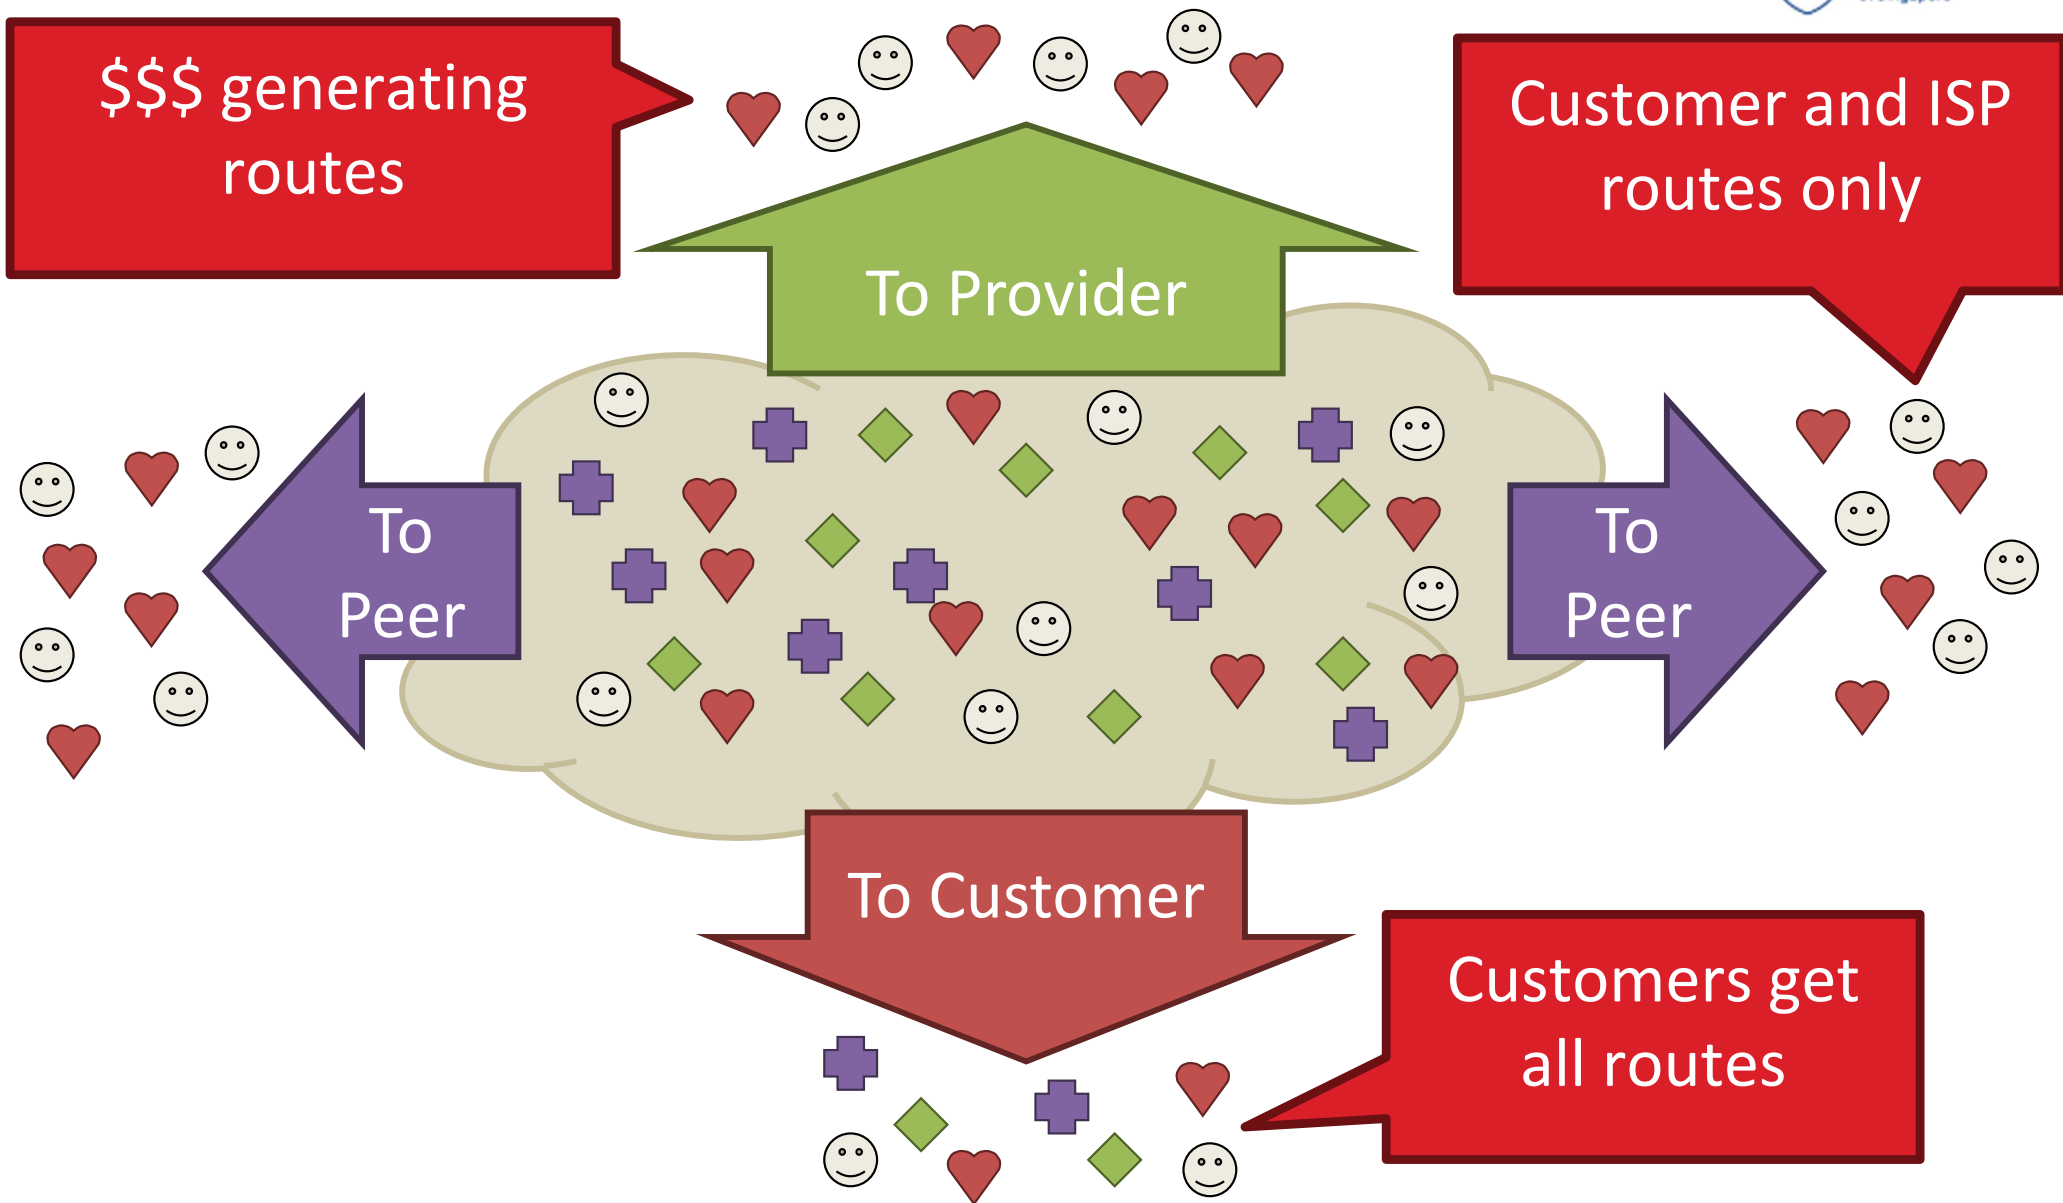 $$$ generating
routes
Customer and ISP
routes only
To Provider
To
Peer
To
Peer
To Customer
Customers get
all routes